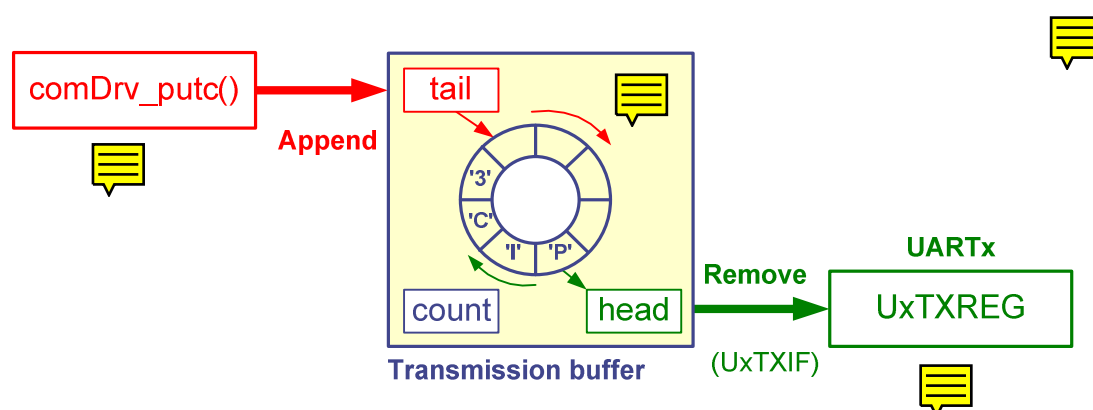 comDrv_putc()
Append
tail
'3'
'C'
'I'
'P'
count
head
Transmission buffer
Remove
(UxTXIF)
UARTx
UxTXREG